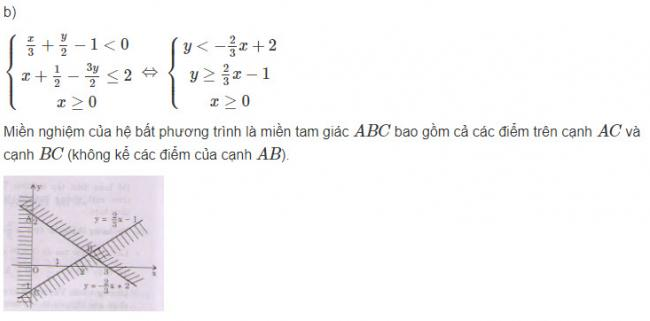 b)
{ x/3 + y/2 − 1 < 0
x + 1/2 − 3y/2 ≤ 2
x ≥ 0
⇔ { y < −2/3x + 2
y ≥ 2/3x − 1
x ≥ 0
Miền nghiệm của hệ bất phương trình là miền tam giác ABC bao gồm cả các điểm trên cạnh AC và
cạnh BC (không kể các điểm của cạnh AB).
y
y = 2/3x − 1
O
1
x
y = −2/3x + 2